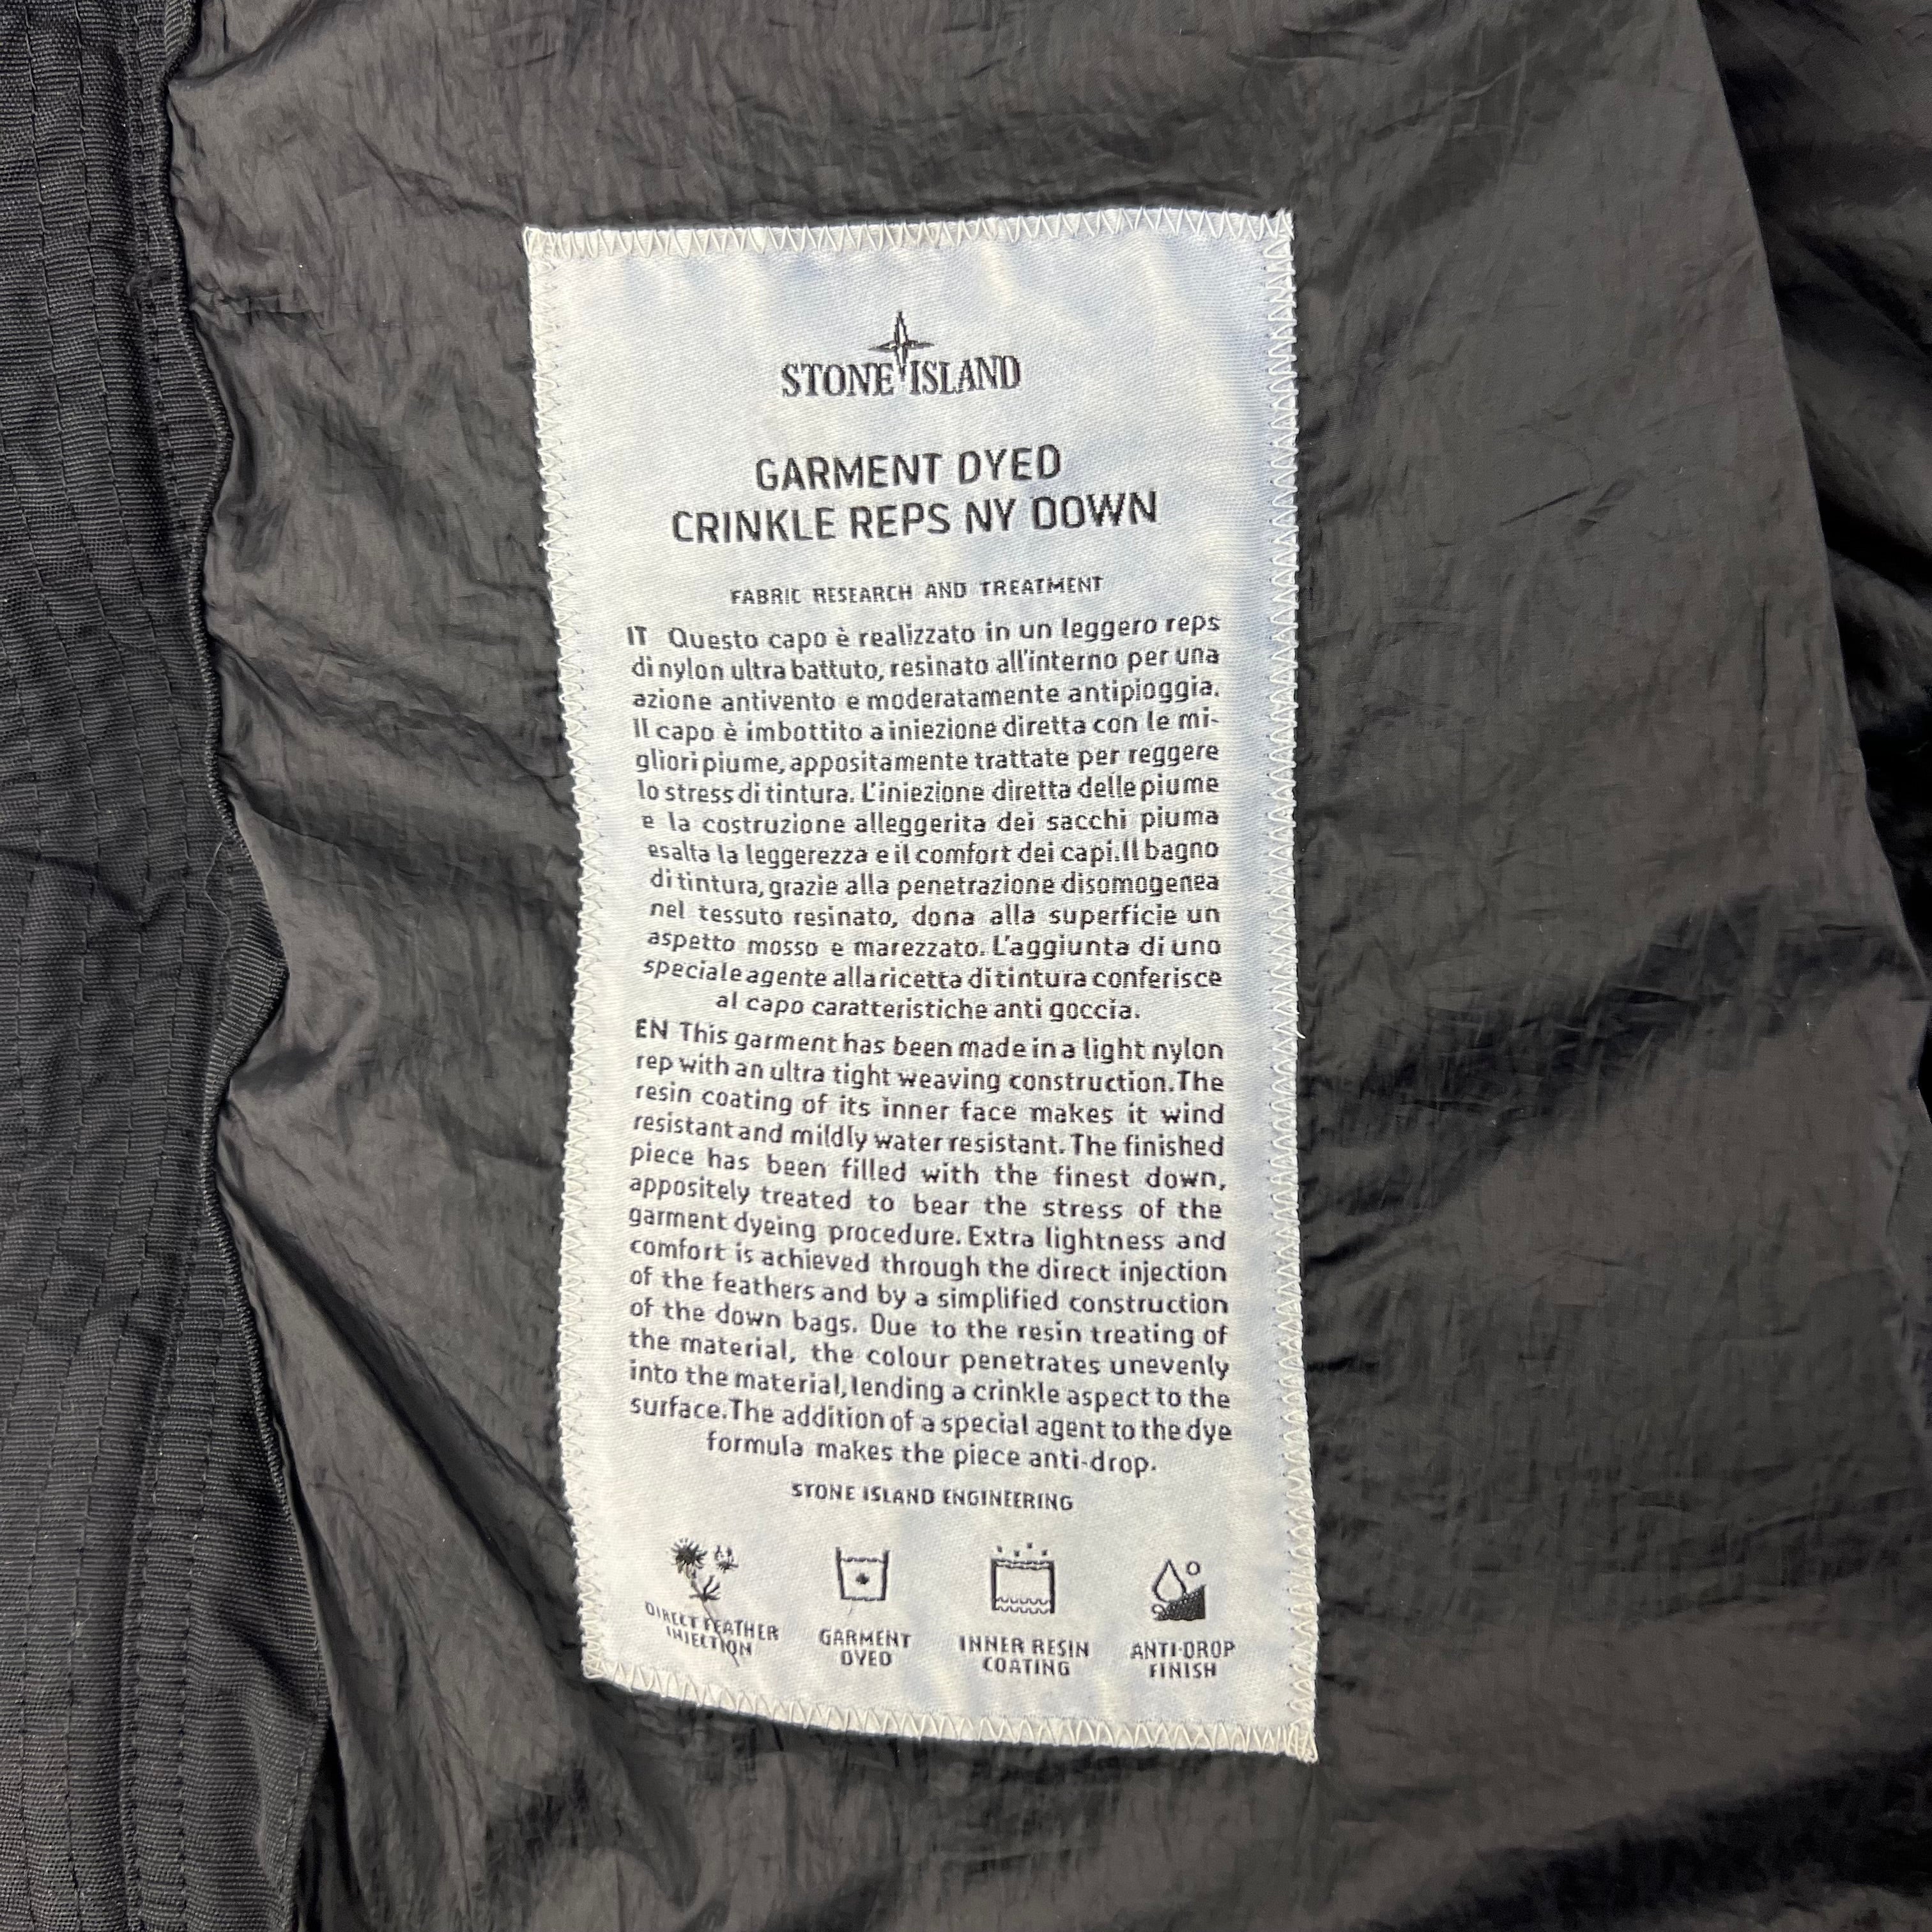 STONE ISLAND
GARMENT DYED
CRINKLE REPS NY DOWN
FABRIC RESEARCH AND TREATMENT
IT Questo capo è realizzato in un leggero reps
di nylon ultra battuto, resinato all'interno per una
azione antivento e moderatamente antipioggia.
Il capo è imbottito a iniezione diretta con le mi-
gliori piume, appositamente trattate per reggere
lo stress di tintura. L'iniezione diretta delle piume
e la costruzione alleggerita dei sacchi piuma
esalta la leggerezza e il comfort dei capi. Il bagno
di tintura, grazie alla penetrazione disomogenea
nel tessuto resinato, dona alla superficie un
aspetto mosso e marezzato. L'aggiunta di uno
speciale agente alla ricetta di tintura conferisce
al capo caratteristiche anti goccia.
EN This garment has been made in a light nylon
rep with an ultra tight weaving construction. The
resin coating of its inner face makes it wind
resistant and mildly water resistant. The finished
piece has been filled with the finest down,
appositely treated to bear the stress of the
garment dyeing procedure. Extra lightness and
comfort is achieved through the direct injection
of the feathers and by a simplified construction
of the down bags. Due to the resin treating of
the material, the colour penetrates unevenly
into the material, lending a crinkle aspect to the
surface. The addition of a special agent to the dye
formula makes the piece anti-drop.
STONE ISLAND ENGINEERING
DIRECT FEATHER
INJECTION
GARMENT
DYED
INNER RESIN
COATING
ANTI-DROP
FINISH